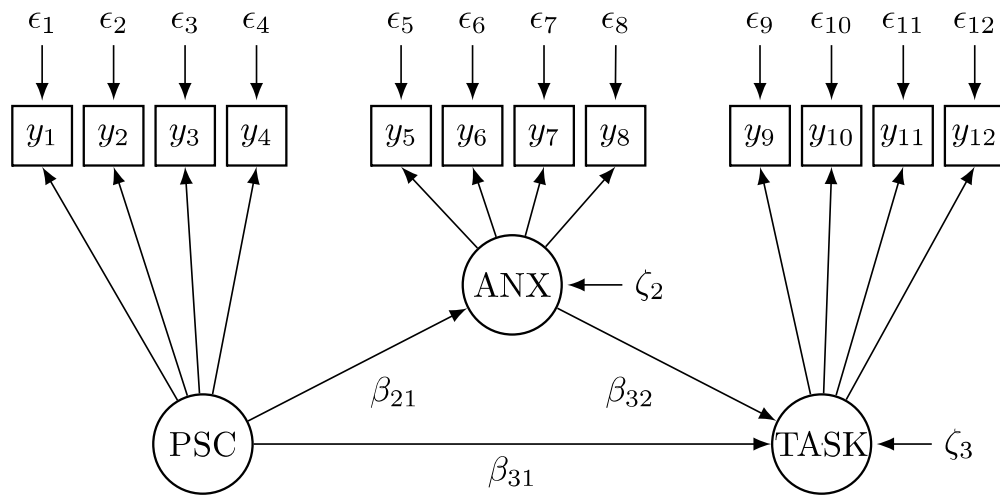 ϵ₁ ϵ₂ ϵ₃ ϵ₄ ϵ₅ ϵ₆ ϵ₇ ϵ₈ ϵ₉ ϵ₁₀ ϵ₁₁ ϵ₁₂
y₁ y₂ y₃ y₄ y₅ y₆ y₇ y₈ y₉ y₁₀ y₁₁ y₁₂
ANX ζ₂
β₂₁ β₃₂
PSC TASK ζ₃
β₃₁